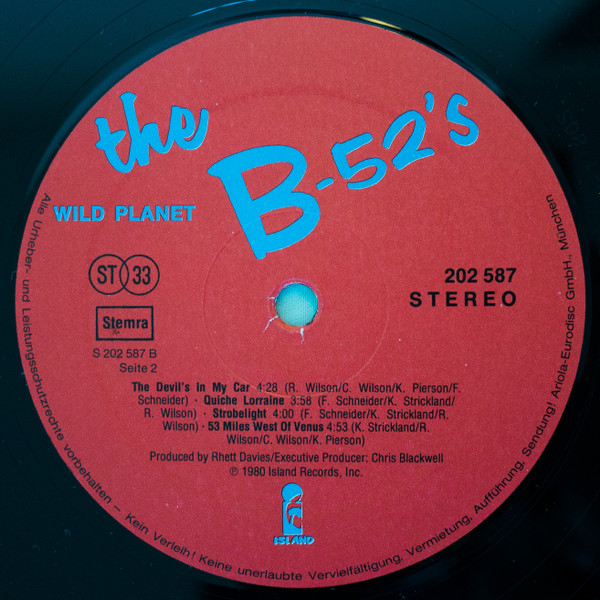 the B-52's
WILD PLANET
ST 33
Stemra
S 202 587 B
Seite 2
202 587
STEREO
The Devil's In My Car 4:28 (R. Wilson/C. Wilson/K. Pierson/F.
Schneider) · Quiche Lorraine 3:58 (F. Schneider/K. Strickland/
R. Wilson) · Strobelight 4:00 (F. Schneider/K. Strickland/R.
Wilson) · 53 Miles West Of Venus 4:53 (K. Strickland/R.
Wilson/C. Wilson/K. Pierson)
Produced by Rhett Davies/Executive Producer: Chris Blackwell
℗ 1980 Island Records, Inc.
ISLAND
Alle Urheber- und Leistungsschutzrechte vorbehalten – Kein Verleih! Keine unerlaubte Vervielfältigung, Vermietung, Aufführung, Sendung! Ariola-Eurodisc GmbH., München